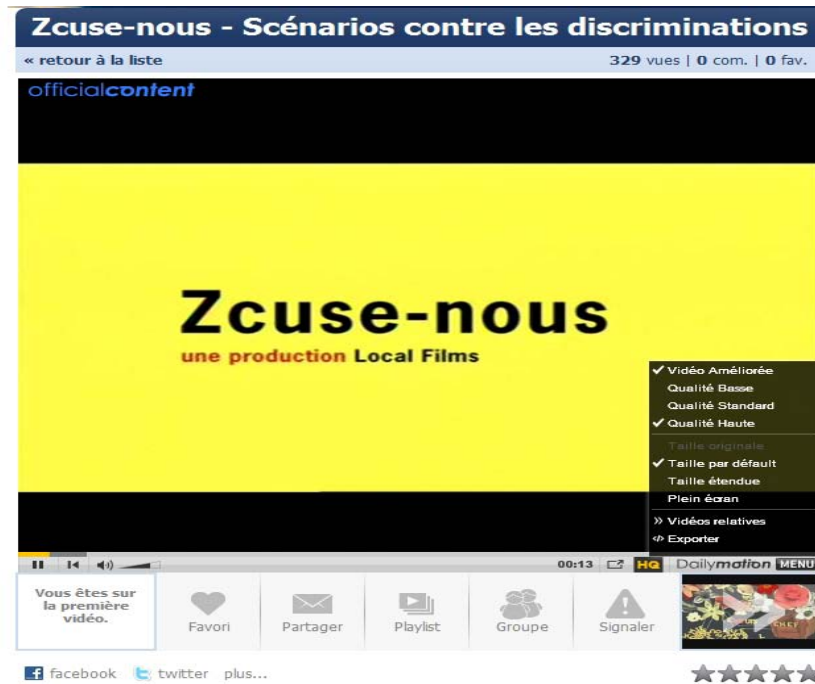 Zcuse-nous - Scénarios contre les discriminations
« retour à la liste
329 vues | 0 com. | 0 fav.
officialcontent
Zcuse-nous
une production Local Films
✓ Vidéo Améliorée
Qualité Basse
Qualité Standard
✓ Qualité Haute
Taille originale
✓ Taille par défault
Taille étendue
Plein écran
» Vidéos relatives
</> Exporter
00:13 HQ Dailymotion MENU
Vous êtes sur
la première
vidéo.
Favori
Partager
Playlist
Groupe
Signaler
facebook twitter plus...